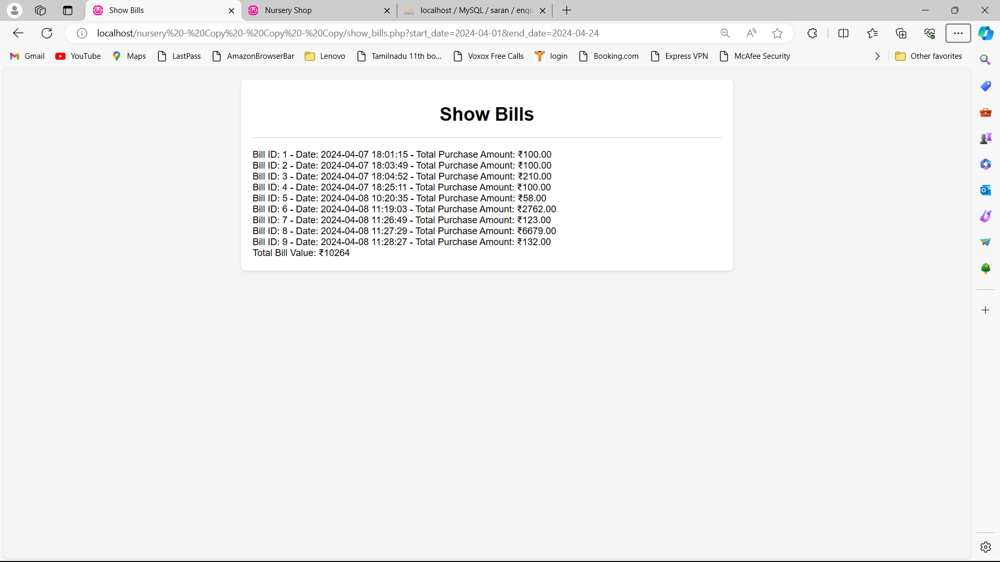 Show Bills
Nursery Shop
localhost / MySQL / saran / enqu
localhost/nursery%20-%20Copy%20-%20Copy%20-%20Copy/show_bills.php?start_date=2024-04-01&end_date=2024-04-24
Gmail YouTube Maps LastPass AmazonBrowserBar Lenovo Tamilnadu 11th bo... Voxox Free Calls login Booking.com Express VPN McAfee Security Other favorites
Show Bills
Bill ID: 1 - Date: 2024-04-07 18:01:15 - Total Purchase Amount: ₹100.00
Bill ID: 2 - Date: 2024-04-07 18:03:49 - Total Purchase Amount: ₹100.00
Bill ID: 3 - Date: 2024-04-07 18:04:52 - Total Purchase Amount: ₹210.00
Bill ID: 4 - Date: 2024-04-07 18:25:11 - Total Purchase Amount: ₹100.00
Bill ID: 5 - Date: 2024-04-08 10:20:35 - Total Purchase Amount: ₹58.00
Bill ID: 6 - Date: 2024-04-08 11:19:03 - Total Purchase Amount: ₹2762.00
Bill ID: 7 - Date: 2024-04-08 11:26:49 - Total Purchase Amount: ₹123.00
Bill ID: 8 - Date: 2024-04-08 11:27:29 - Total Purchase Amount: ₹6679.00
Bill ID: 9 - Date: 2024-04-08 11:28:27 - Total Purchase Amount: ₹132.00
Total Bill Value: ₹10264